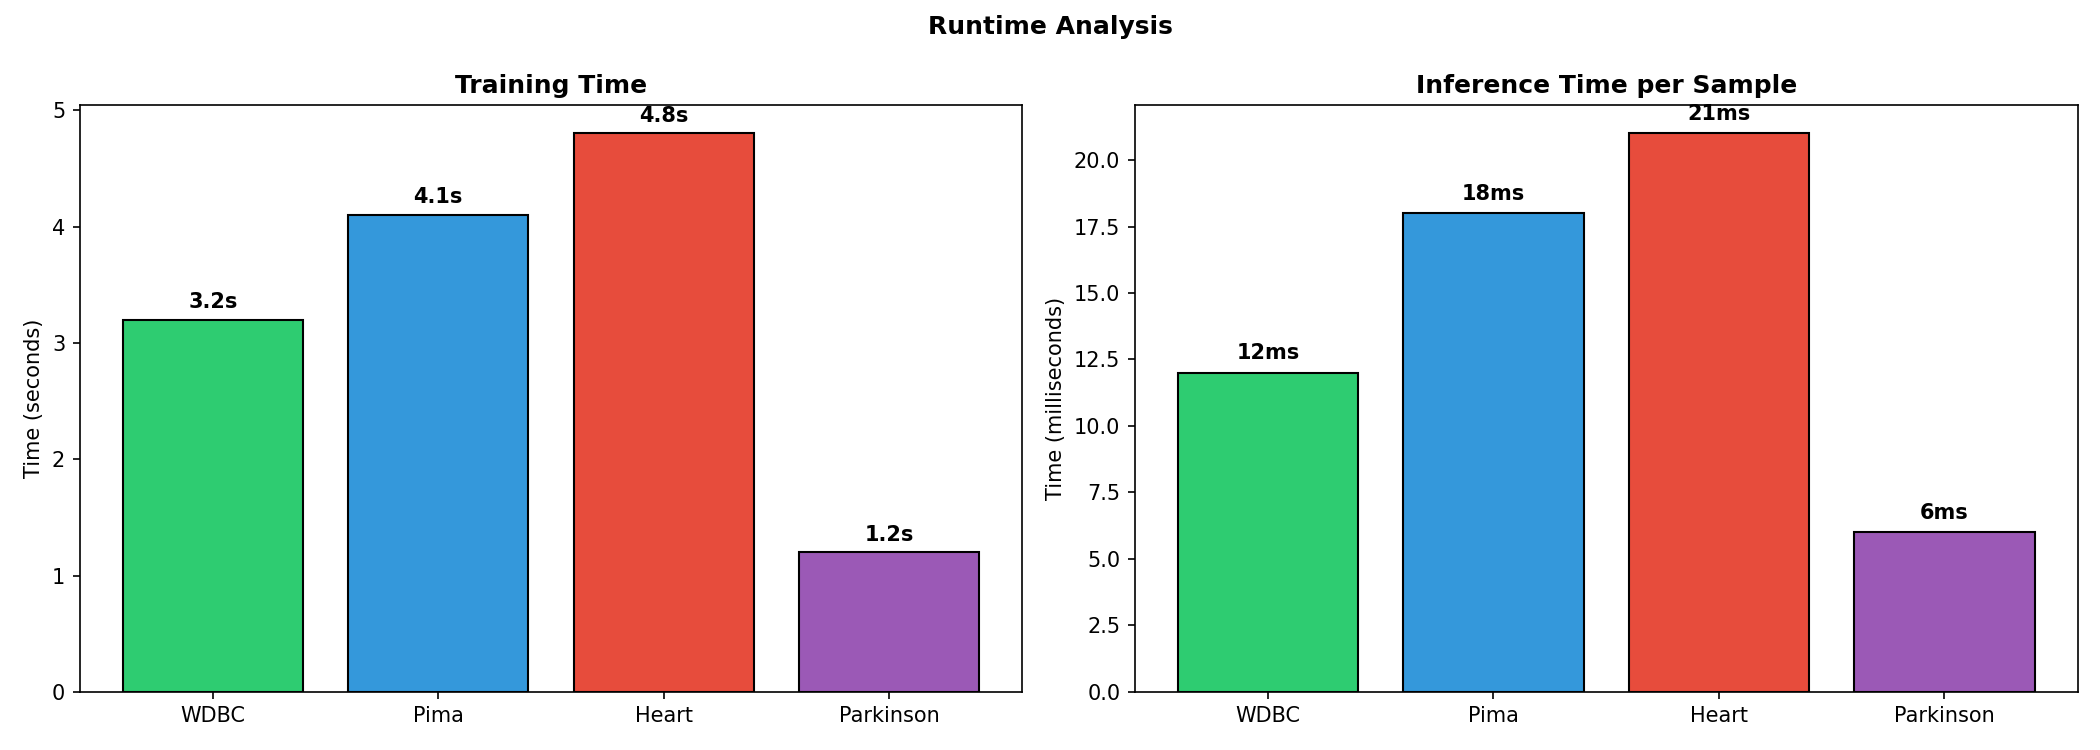 Runtime Analysis
Training Time
Time (seconds)
5
4
3
2
1
0
3.2s
4.1s
4.8s
1.2s
WDBC Pima Heart Parkinson
Inference Time per Sample
Time (milliseconds)
20.0
17.5
15.0
12.5
10.0
7.5
5.0
2.5
0.0
12ms
18ms
21ms
6ms
WDBC Pima Heart Parkinson